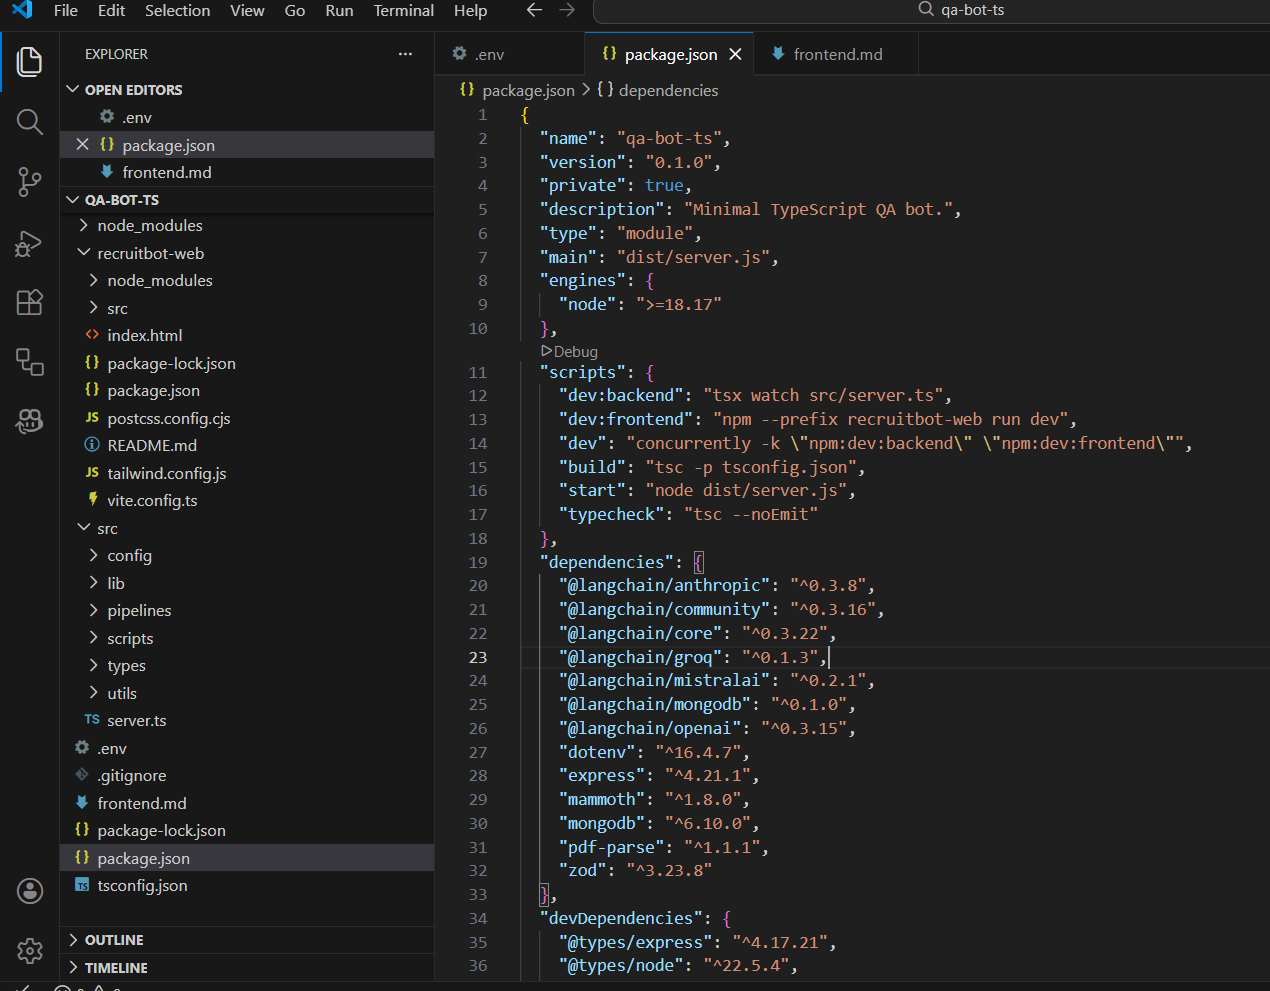 File Edit Selection View Go Run Terminal Help
qa-bot-ts
EXPLORER
OPEN EDITORS
.env
package.json
frontend.md
QA-BOT-TS
node_modules
recruitbot-web
node_modules
src
index.html
package-lock.json
package.json
postcss.config.cjs
README.md
tailwind.config.js
vite.config.ts
src
config
lib
pipelines
scripts
types
utils
server.ts
.env
.gitignore
frontend.md
package-lock.json
package.json
tsconfig.json
OUTLINE
TIMELINE
.env
package.json
frontend.md
package.json > {} dependencies
1 {
2 "name": "qa-bot-ts",
3 "version": "0.1.0",
4 "private": true,
5 "description": "Minimal TypeScript QA bot.",
6 "type": "module",
7 "main": "dist/server.js",
8 "engines": {
9 "node": ">=18.17"
10 },
Debug
11 "scripts": {
12 "dev:backend": "tsx watch src/server.ts",
13 "dev:frontend": "npm --prefix recruitbot-web run dev",
14 "dev": "concurrently -k \"npm:dev:backend\" \"npm:dev:frontend\"",
15 "build": "tsc -p tsconfig.json",
16 "start": "node dist/server.js",
17 "typecheck": "tsc --noEmit"
18 },
19 "dependencies": {
20 "@langchain/anthropic": "^0.3.8",
21 "@langchain/community": "^0.3.16",
22 "@langchain/core": "^0.3.22",
23 "@langchain/groq": "^0.1.3",
24 "@langchain/mistralai": "^0.2.1",
25 "@langchain/mongodb": "^0.1.0",
26 "@langchain/openai": "^0.3.15",
27 "dotenv": "^16.4.7",
28 "express": "^4.21.1",
29 "mammoth": "^1.8.0",
30 "mongodb": "^6.10.0",
31 "pdf-parse": "^1.1.1",
32 "zod": "^3.23.8"
33 },
34 "devDependencies": {
35 "@types/express": "^4.17.21",
36 "@types/node": "^22.5.4",